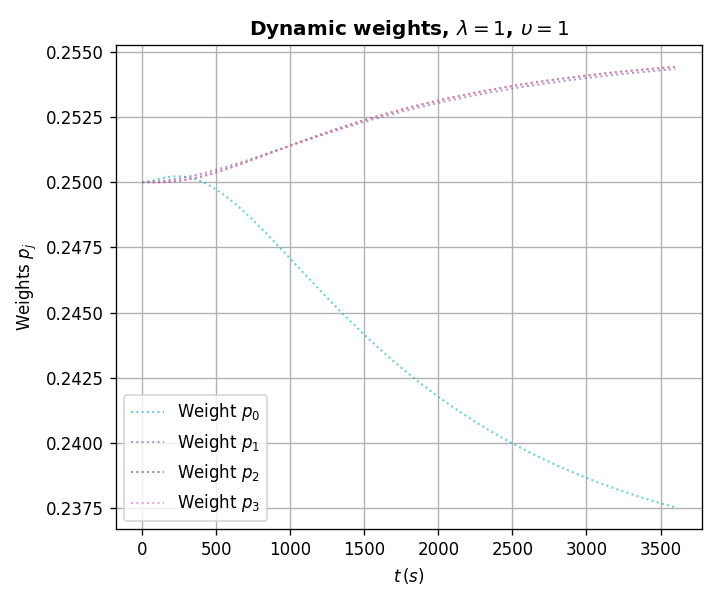 Dynamic weights, λ = 1, υ = 1
0.2550
0.2525
0.2500
0.2475
0.2450
0.2425
0.2400
0.2375
Weights p_j
Weight p_0
Weight p_1
Weight p_2
Weight p_3
0 500 1000 1500 2000 2500 3000 3500
t (s)